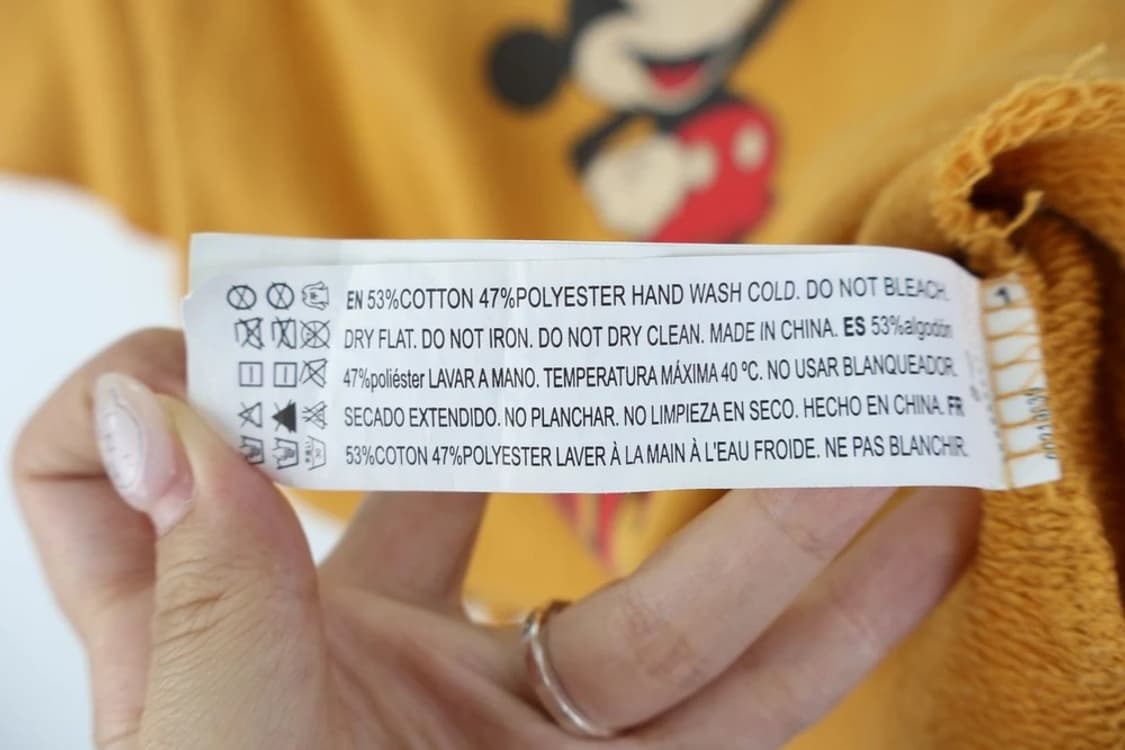 EN 53%COTTON 47%POLYESTER HAND WASH COLD. DO NOT BLEACH.
DRY FLAT. DO NOT IRON. DO NOT DRY CLEAN. MADE IN CHINA. ES 53%algodón
47%poliéster LAVAR A MANO. TEMPERATURA MÁXIMA 40 ºC. NO USAR BLANQUEADOR.
SECADO EXTENDIDO. NO PLANCHAR. NO LIMPIEZA EN SECO. HECHO EN CHINA. FR
53%COTON 47%POLYESTER LAVER À LA MAIN À L'EAU FROIDE. NE PAS BLANCHIR.